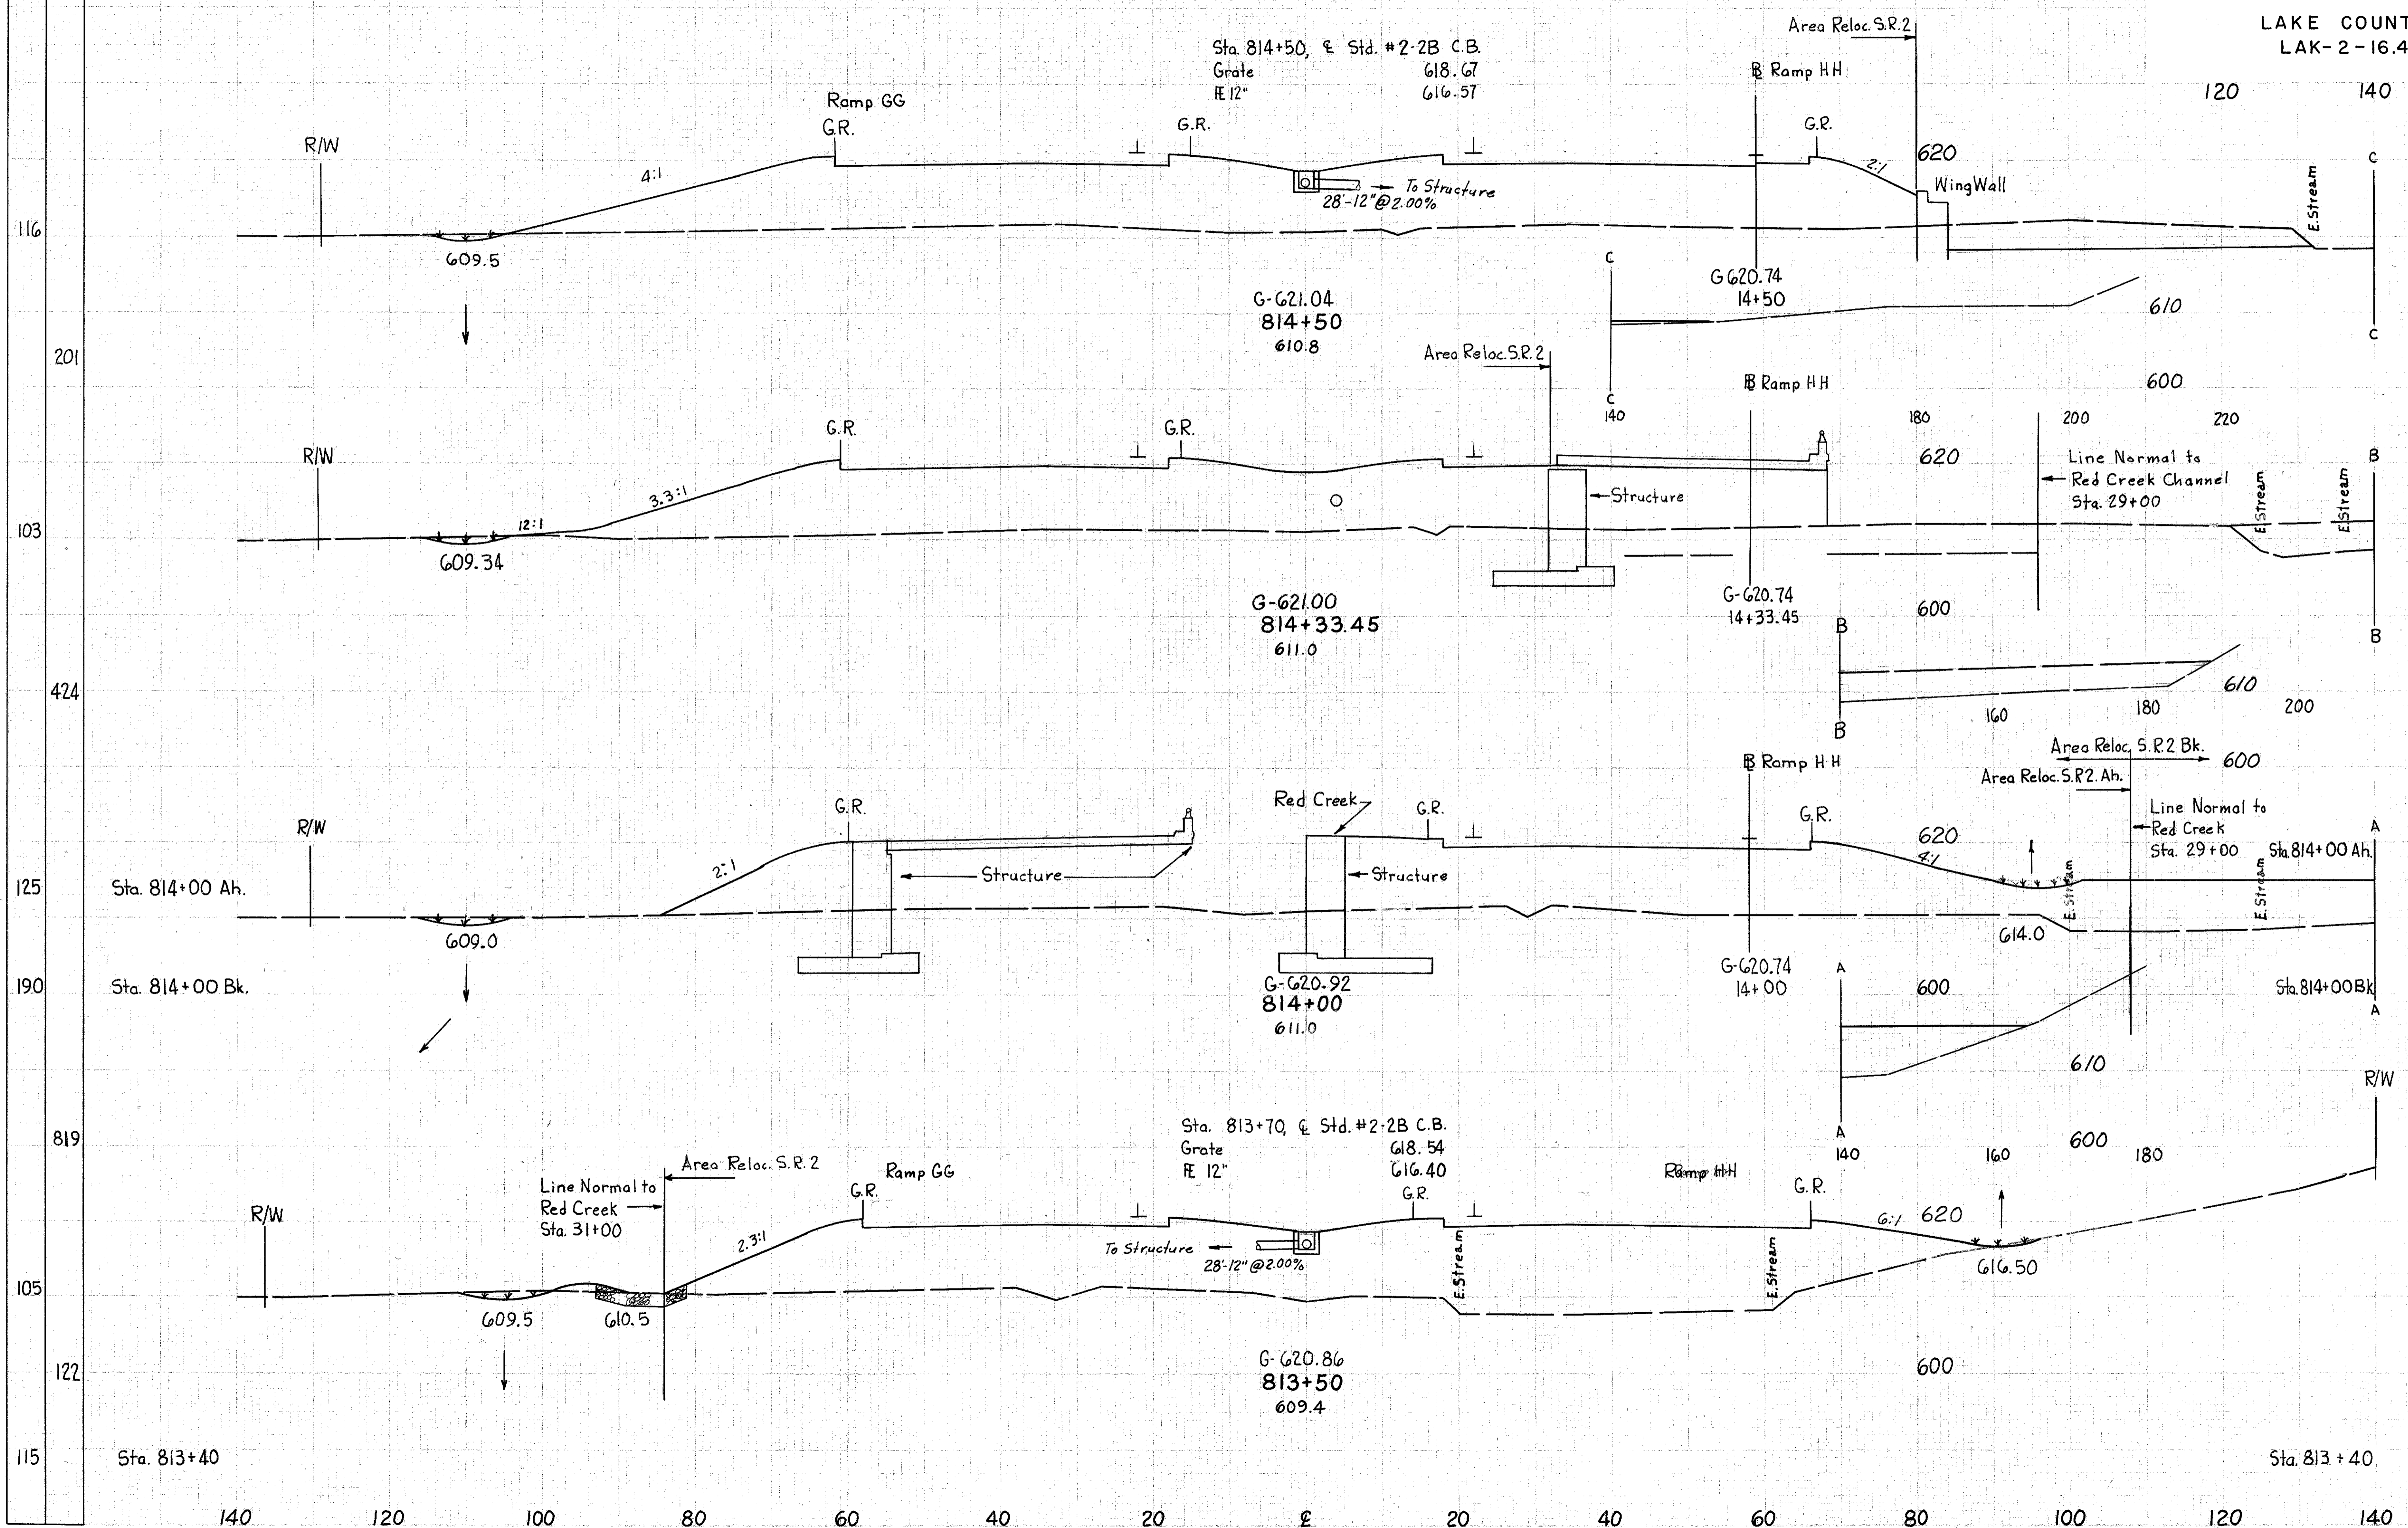 LAKE COUNT
LAK-2-16.4
Area Reloc. S.R.2
Sta. 814+50, ℄ Std. #2-2B C.B.
Grate 618.67
FE 12" 616.57
B Ramp HH
120 140
Ramp GG
G.R.
G.R.
G.R.
R/W
4:1
2:1
620
C
Wing Wall
To Structure
28'-12" @ 2.00%
E.Stream
116
609.5
C
G 620.74
14+50
G-621.04
814+50
610.8
610
C
201
Area Reloc. S.R.2
B Ramp HH
600
C
140 180 200 220
G.R.
G.R.
R/W
620
Line Normal to
Red Creek Channel
Sta. 29+00
B
3.3:1
Structure
E.Stream
E.Stream
12:1
103
609.34
G-621.00
814+33.45
611.0
G-620.74
14+33.45
600
B
B
424
610
160 180 200
B
Area Reloc. S.R.2 Bk.
600
B Ramp HH
Area Reloc. S.R.2. Ah.
G.R.
Red Creek
G.R.
G.R.
Line Normal to
Red Creek
Sta. 29+00
R/W
620
A
Sta. 814+00 Ah.
2:1
4:1
Structure
Structure
125
Sta. 814+00 Ah.
E.Stream
E.Stream
609.0
614.0
190
Sta. 814+00 Bk.
G-620.92
814+00
611.0
G-620.74
14+00
A
600
Sta. 814+00 Bk
A
610
R/W
819
Sta. 813+70, ℄ Std. #2-2B C.B.
Grate 618.54
FE 12" 616.40
A
600
140 160 180
Area Reloc. S.R.2
Line Normal to
Red Creek
Sta. 31+00
Ramp GG
G.R.
G.R.
Ramp HH
G.R.
R/W
2.3:1
6:1
620
To Structure
28'-12" @ 2.00%
E.Stream
E.Stream
616.50
105
609.5
610.5
G-620.86
813+50
609.4
122
600
115
Sta. 813+40
Sta. 813+40
140 120 100 80 60 40 20 ℄ 20 40 60 80 100 120 140